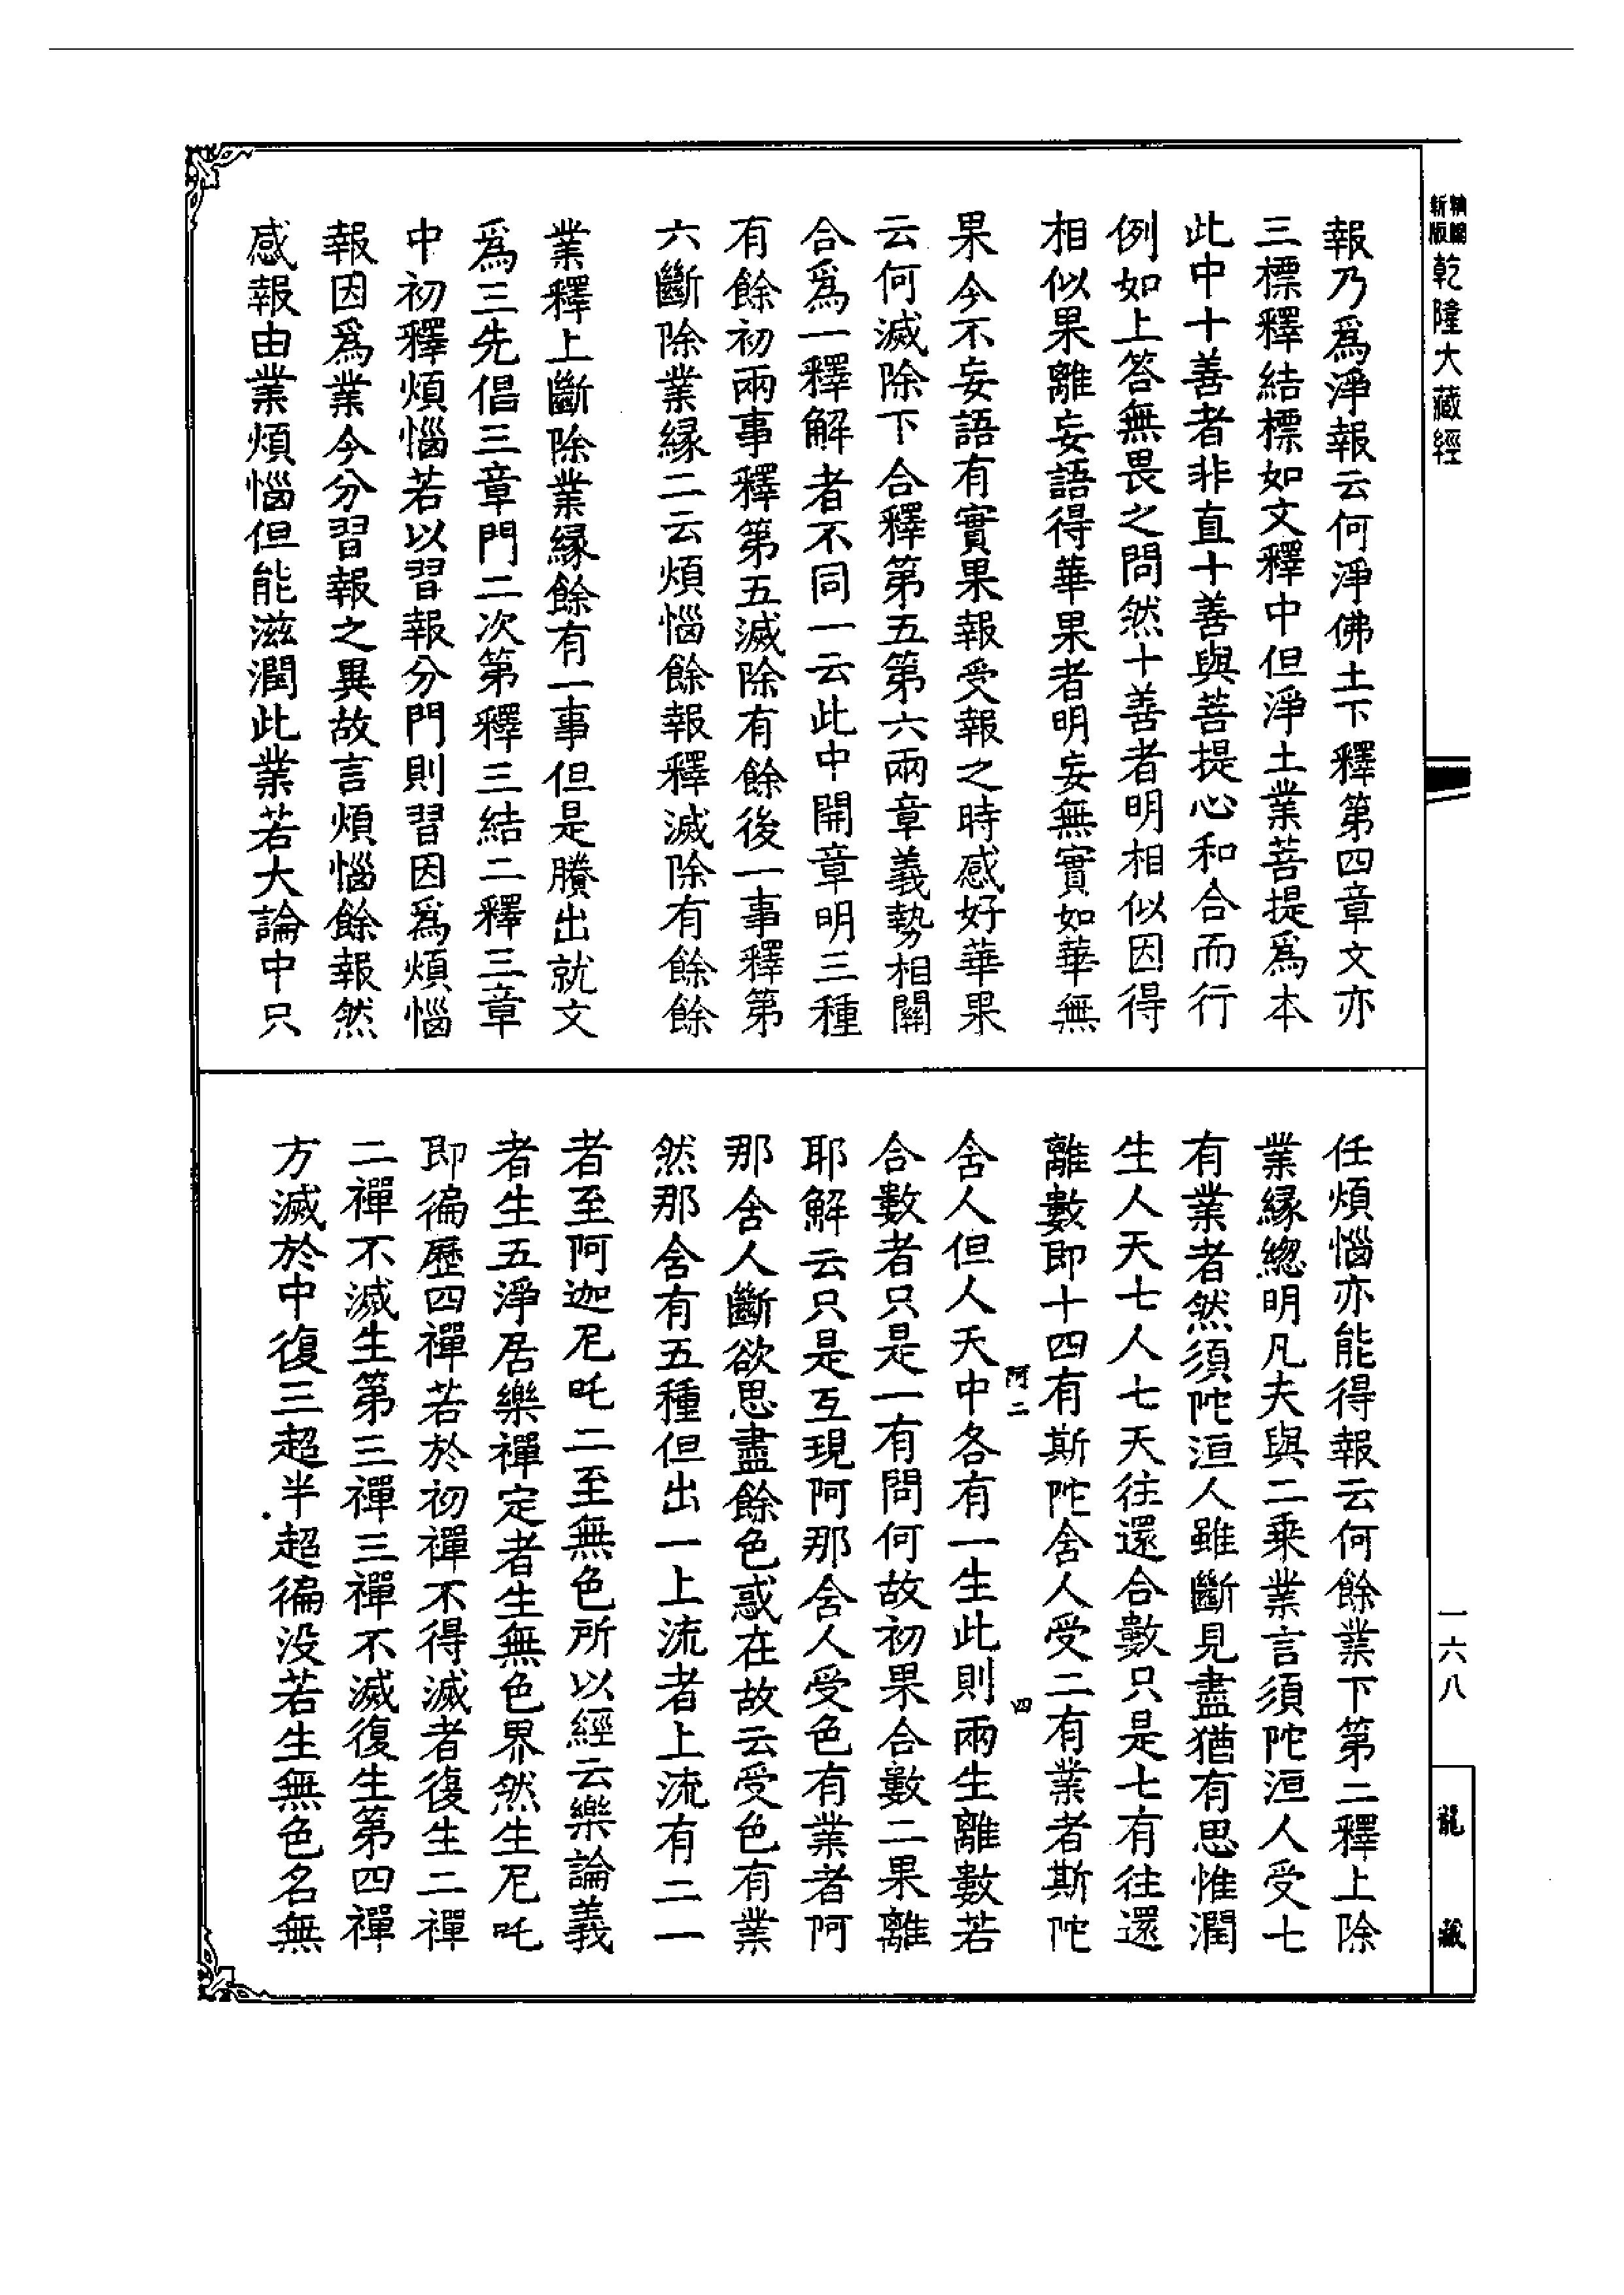 精闢新版乾隆大藏經
報乃爲淨報云何淨佛土下釋第四章文亦
三標釋結標如文釋中但淨土業菩提爲本
此中十善者非直十善與菩提心和合而行
例如上答無畏之問然十善者明相似因得
相似果離妄語得華果者明妄無實如華無
果今不妄語有實果報受報之時感好華果
云何滅除下合釋第五第六兩章義勢相關
合爲一釋解者不同一云此中開章明三種
有餘初兩事釋第五滅除有餘後一事釋第
六斷除業緣二云煩惱餘報釋滅除有餘餘
業釋上斷除業緣餘有一事但是賸出就文
爲三先倡三章門二次第釋三結二釋三章
中初釋煩惱若以習報分門則習因爲煩惱
報因爲業今分習報之異故言煩惱餘報然
感報由業煩惱但能滋潤此業若大論中只
任煩惱亦能得報云何餘業下第二釋上除
業緣總明凡夫與二乘業言須陀洹人受七
有業者然須陀洹人雖斷見盡猶有思惟潤
生人天七人七天往還合數只是七有往還
離數即十四有斯陀含人受二有業者斯陀
阿二
四
含人但人天中各有一生此則兩生離數若
合數者只是一有問何故初果合數二果離
耶解云只是互現阿那含人受色有業者阿
那含人斷欲思盡餘色惑在故云受色有業
然那含有五種但出一上流者上流有二一
者至阿迦尼吒二至無色所以經云樂論義
者生五淨居樂禪定者生無色界然生尼吒
即徧歷四禪若於初禪不得滅者復生二禪
二禪不滅生第三禪三禪不滅復生第四禪
方滅於中復三超半超徧没若生無色名無
一六八
龍藏